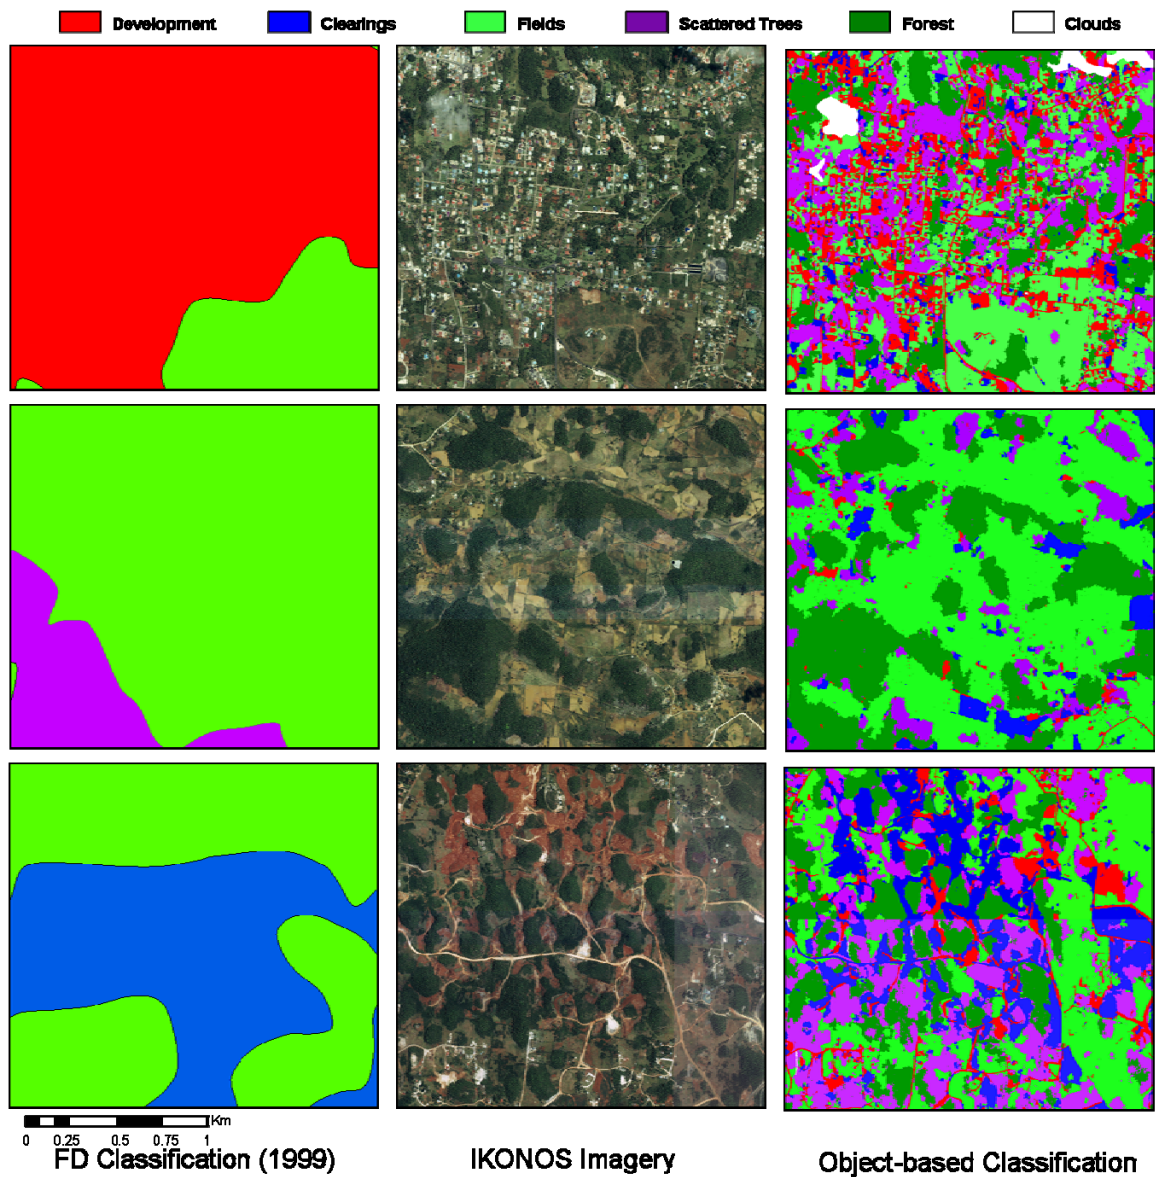 Development Clearings Fields Scattered Trees Forest Clouds
Km
0 0.25 0.5 0.75 1
FD Classification (1999) IKONOS Imagery Object-based Classification